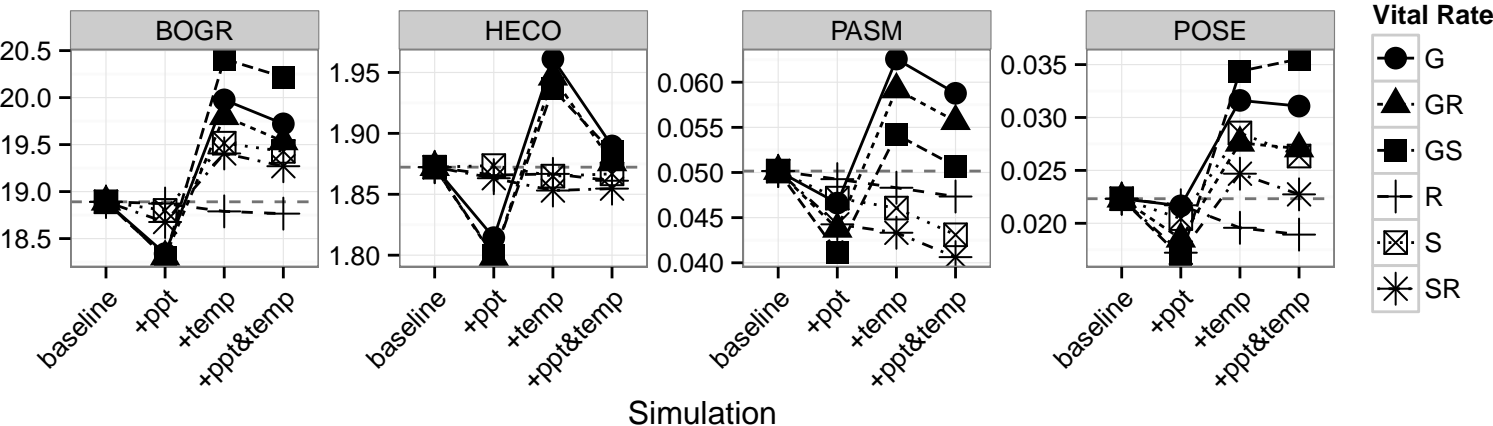 BOGR
HECO
PASM
POSE
20.5
20.0
19.5
19.0
18.5
1.95
1.90
1.85
1.80
0.060
0.055
0.050
0.045
0.040
0.035
0.030
0.025
0.020
baseline
+ppt
+temp
+ppt&temp
baseline
+ppt
+temp
+ppt&temp
baseline
+ppt
+temp
+ppt&temp
baseline
+ppt
+temp
+ppt&temp
Simulation
Vital Rate
G
GR
GS
R
S
SR